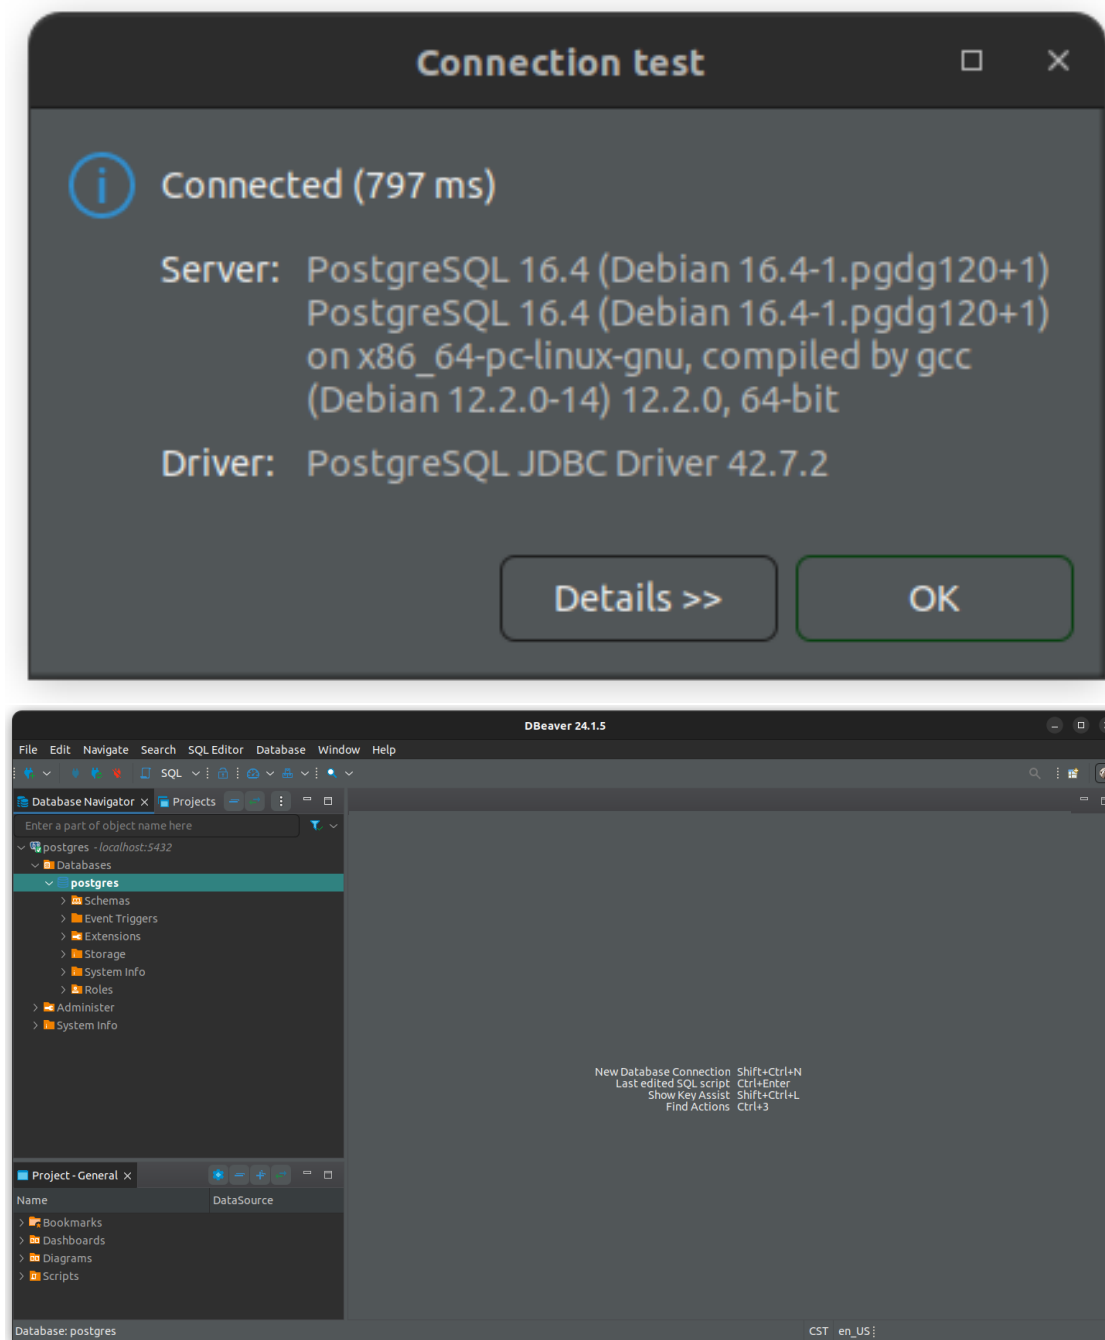 Connection test
Connected (797 ms)
Server: PostgreSQL 16.4 (Debian 16.4-1.pgdg120+1)
PostgreSQL 16.4 (Debian 16.4-1.pgdg120+1)
on x86_64-pc-linux-gnu, compiled by gcc
(Debian 12.2.0-14) 12.2.0, 64-bit
Driver: PostgreSQL JDBC Driver 42.7.2
Details >> OK
DBeaver 24.1.5
File Edit Navigate Search SQL Editor Database Window Help
SQL
Database Navigator Projects
Enter a part of object name here
postgres - localhost:5432
Databases
postgres
Schemas
Event Triggers
Extensions
Storage
System Info
Roles
Administer
System Info
New Database Connection Shift+Ctrl+N
Last edited SQL script Ctrl+Enter
Show Key Assist Shift+Ctrl+L
Find Actions Ctrl+3
Project - General
Name DataSource
Bookmarks
Dashboards
Diagrams
Scripts
Database: postgres CST en_US